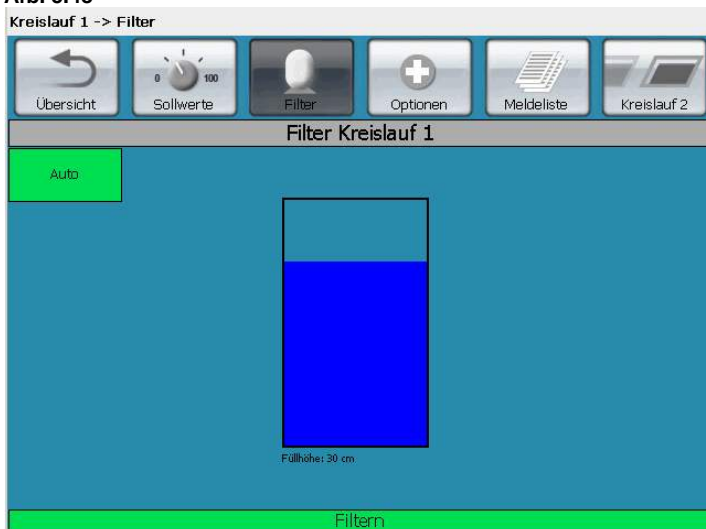 Kreislauf 1 -> Filter
0 100
Übersicht Sollwerte Filter Optionen Meldeliste Kreislauf 2
Filter Kreislauf 1
Auto
Füllhöhe: 30 cm
Filtern